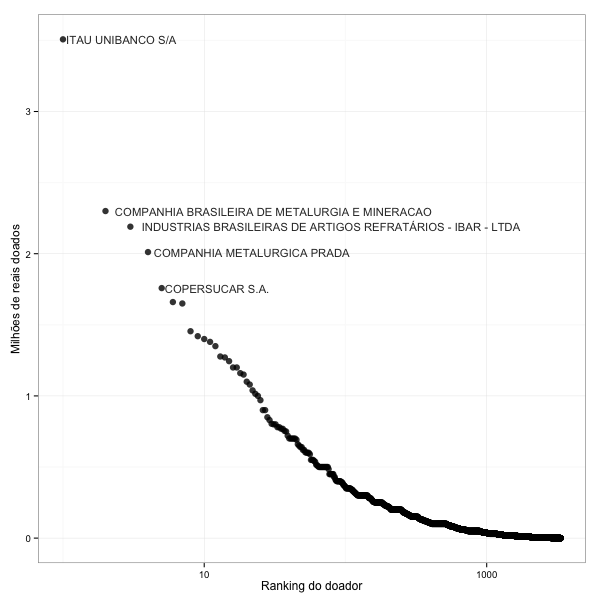 ITAU UNIBANCO S/A
3
COMPANHIA BRASILEIRA DE METALURGIA E MINERACAO
INDUSTRIAS BRASILEIRAS DE ARTIGOS REFRATÁRIOS - IBAR - LTDA
2
COMPANHIA METALURGICA PRADA
COPERSUCAR S.A.
Milhões de reais doados
1
0
10
1000
Ranking do doador